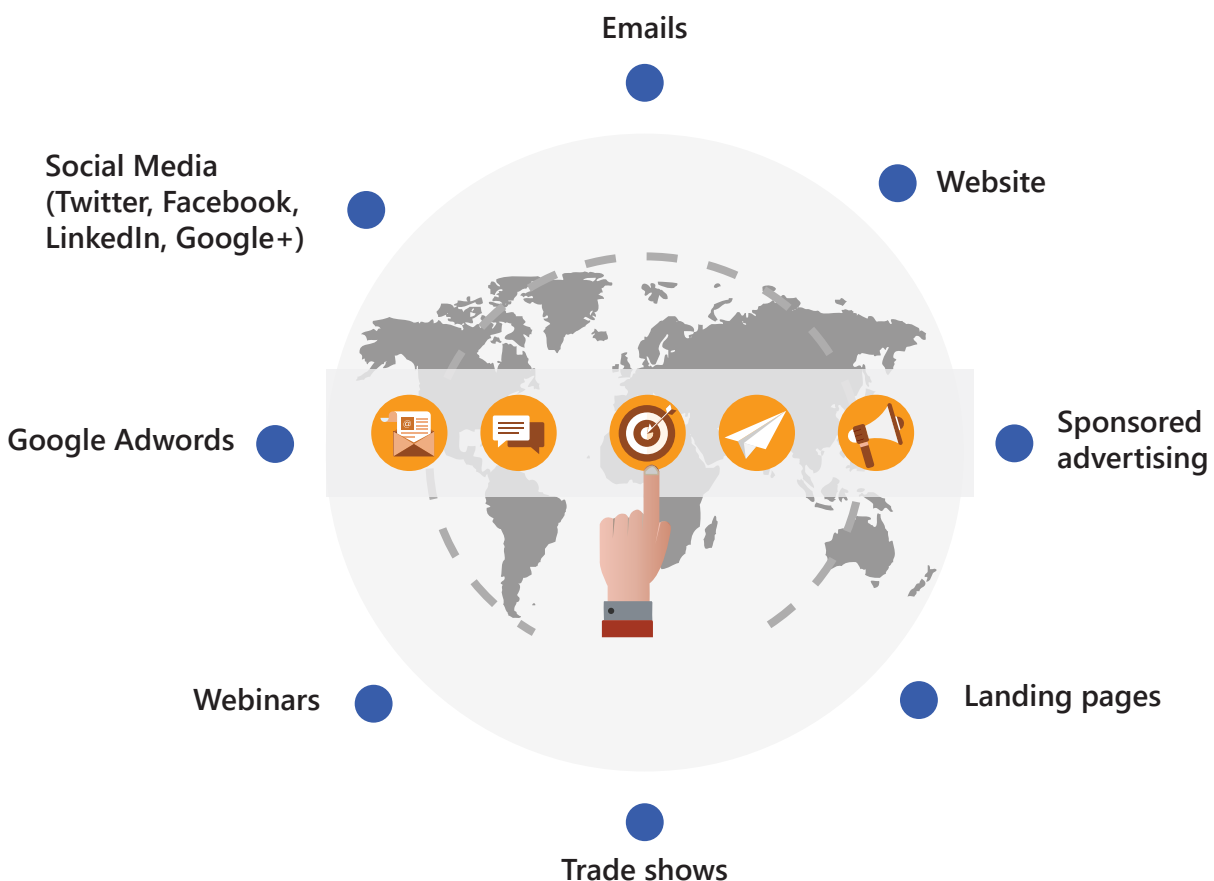 Emails
Social Media
(Twitter, Facebook,
LinkedIn, Google+)
Website
Google Adwords
Sponsored
advertising
Webinars
Landing pages
Trade shows